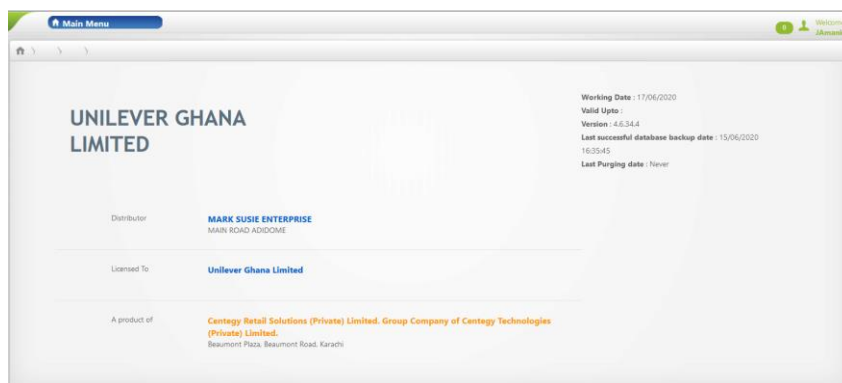 Main Menu
0
Welcome
JAmani
UNILEVER GHANA
LIMITED
Working Date : 17/06/2020
Valid Upto :
Version : 4.6.34.4
Last successful database backup date : 15/06/2020
16:35:45
Last Purging date : Never
Distributor
MARK SUSIE ENTERPRISE
MAIN ROAD ADIDOME
Licensed To
Unilever Ghana Limited
A product of
Centegy Retail Solutions (Private) Limited. Group Company of Centegy Technologies
(Private) Limited.
Beaumont Plaza, Beaumont Road, Karachi